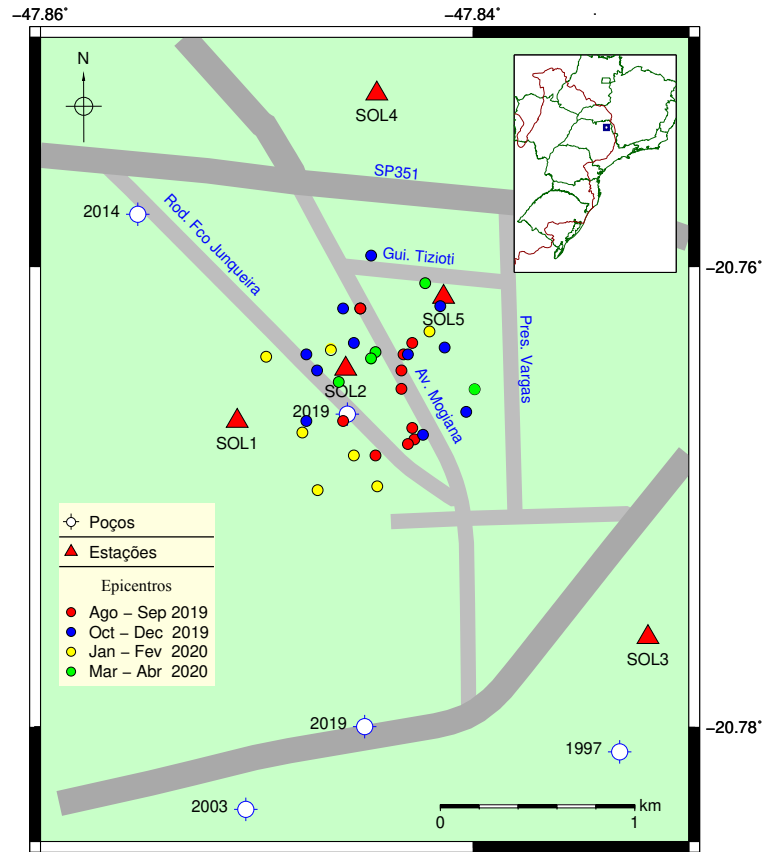 −47.86˚
−47.84˚
N
SOL4
SP351
2014
Rod. Fco Junqueira
Gui. Tizioti
−20.76˚
SOL5
Pres. Vargas
Av. Mogiana
SOL2
2019
SOL1
Poços
Estações
Epicentros
Ago − Sep 2019
Oct − Dec 2019
Jan − Fev 2020
Mar − Abr 2020
SOL3
2019
−20.78˚
1997
2003
km
0
1